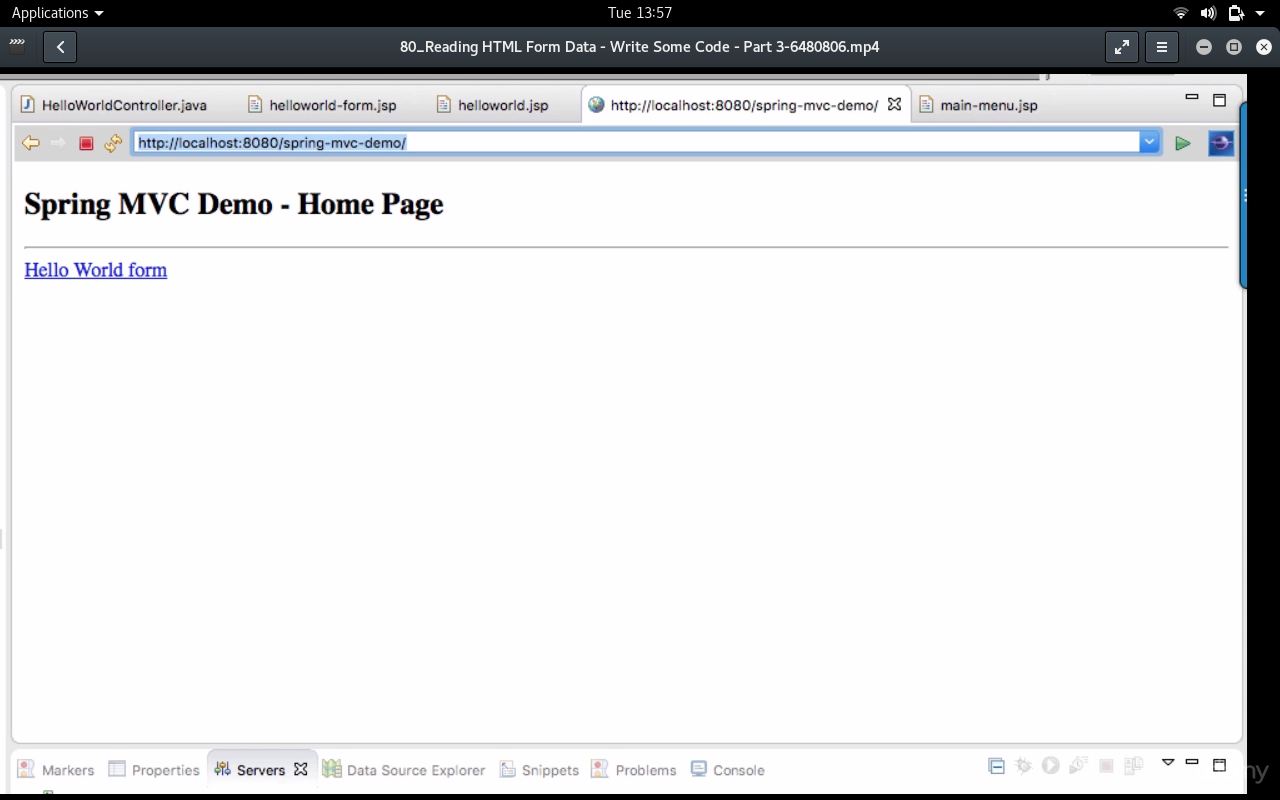 Applications
Tue 13:57
80_Reading HTML Form Data - Write Some Code - Part 3-6480806.mp4
HelloWorldController.java helloworld-form.jsp helloworld.jsp http://localhost:8080/spring-mvc-demo/ main-menu.jsp
http://localhost:8080/spring-mvc-demo/
Spring MVC Demo - Home Page
Hello World form
Markers Properties Servers Data Source Explorer Snippets Problems Console